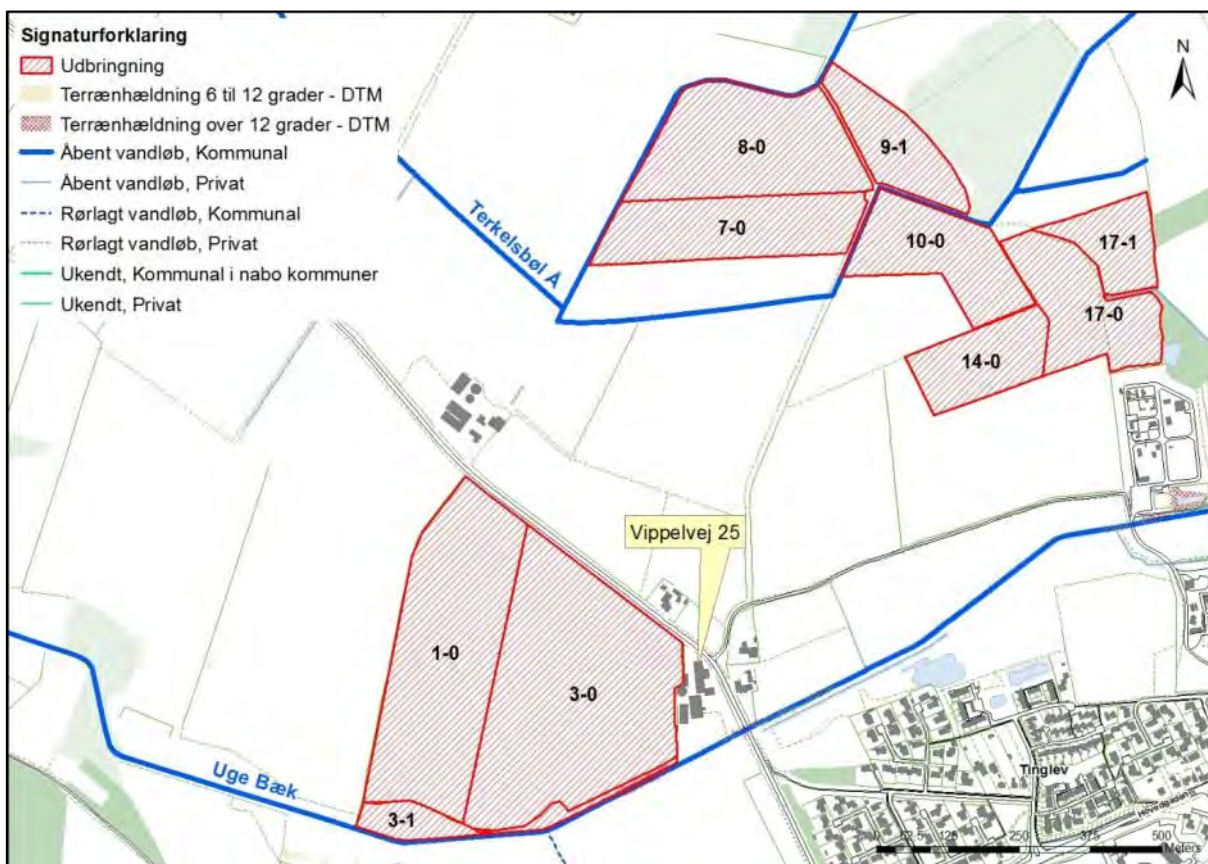 Signaturforklaring
Udbringning
Terrænhældning 6 til 12 grader - DTM
Terrænhældning over 12 grader - DTM
Åbent vandløb, Kommunal
Åbent vandløb, Privat
Rørlagt vandløb, Kommunal
Rørlagt vandløb, Privat
Ukendt, Kommunal i nabo kommuner
Ukendt, Privat
N
8-0
9-1
7-0
10-0
17-1
17-0
14-0
Terkelsbøl Å
Vippelvej 25
1-0
3-0
3-1
Uge Bæk
Tinglev
0 62.5 125 250 375 500
Meters